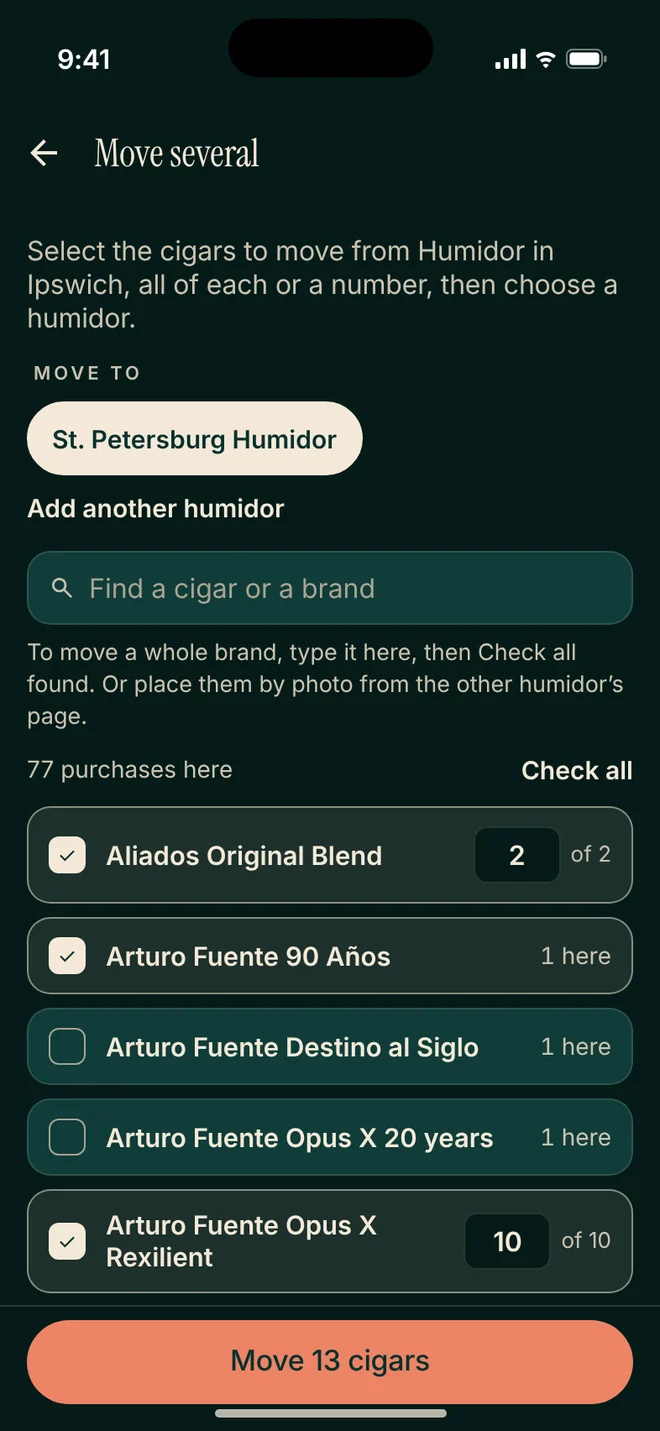 9:41
Move several
Select the cigars to move from Humidor in
Ipswich, all of each or a number, then choose a
humidor.
MOVE TO
St. Petersburg Humidor
Add another humidor
Find a cigar or a brand
To move a whole brand, type it here, then Check all
found. Or place them by photo from the other humidor’s
page.
77 purchases here
Check all
Aliados Original Blend
2
of 2
Arturo Fuente 90 Años
1 here
Arturo Fuente Destino al Siglo
1 here
Arturo Fuente Opus X 20 years
1 here
Arturo Fuente Opus X
Rexilient
10
of 10
Move 13 cigars